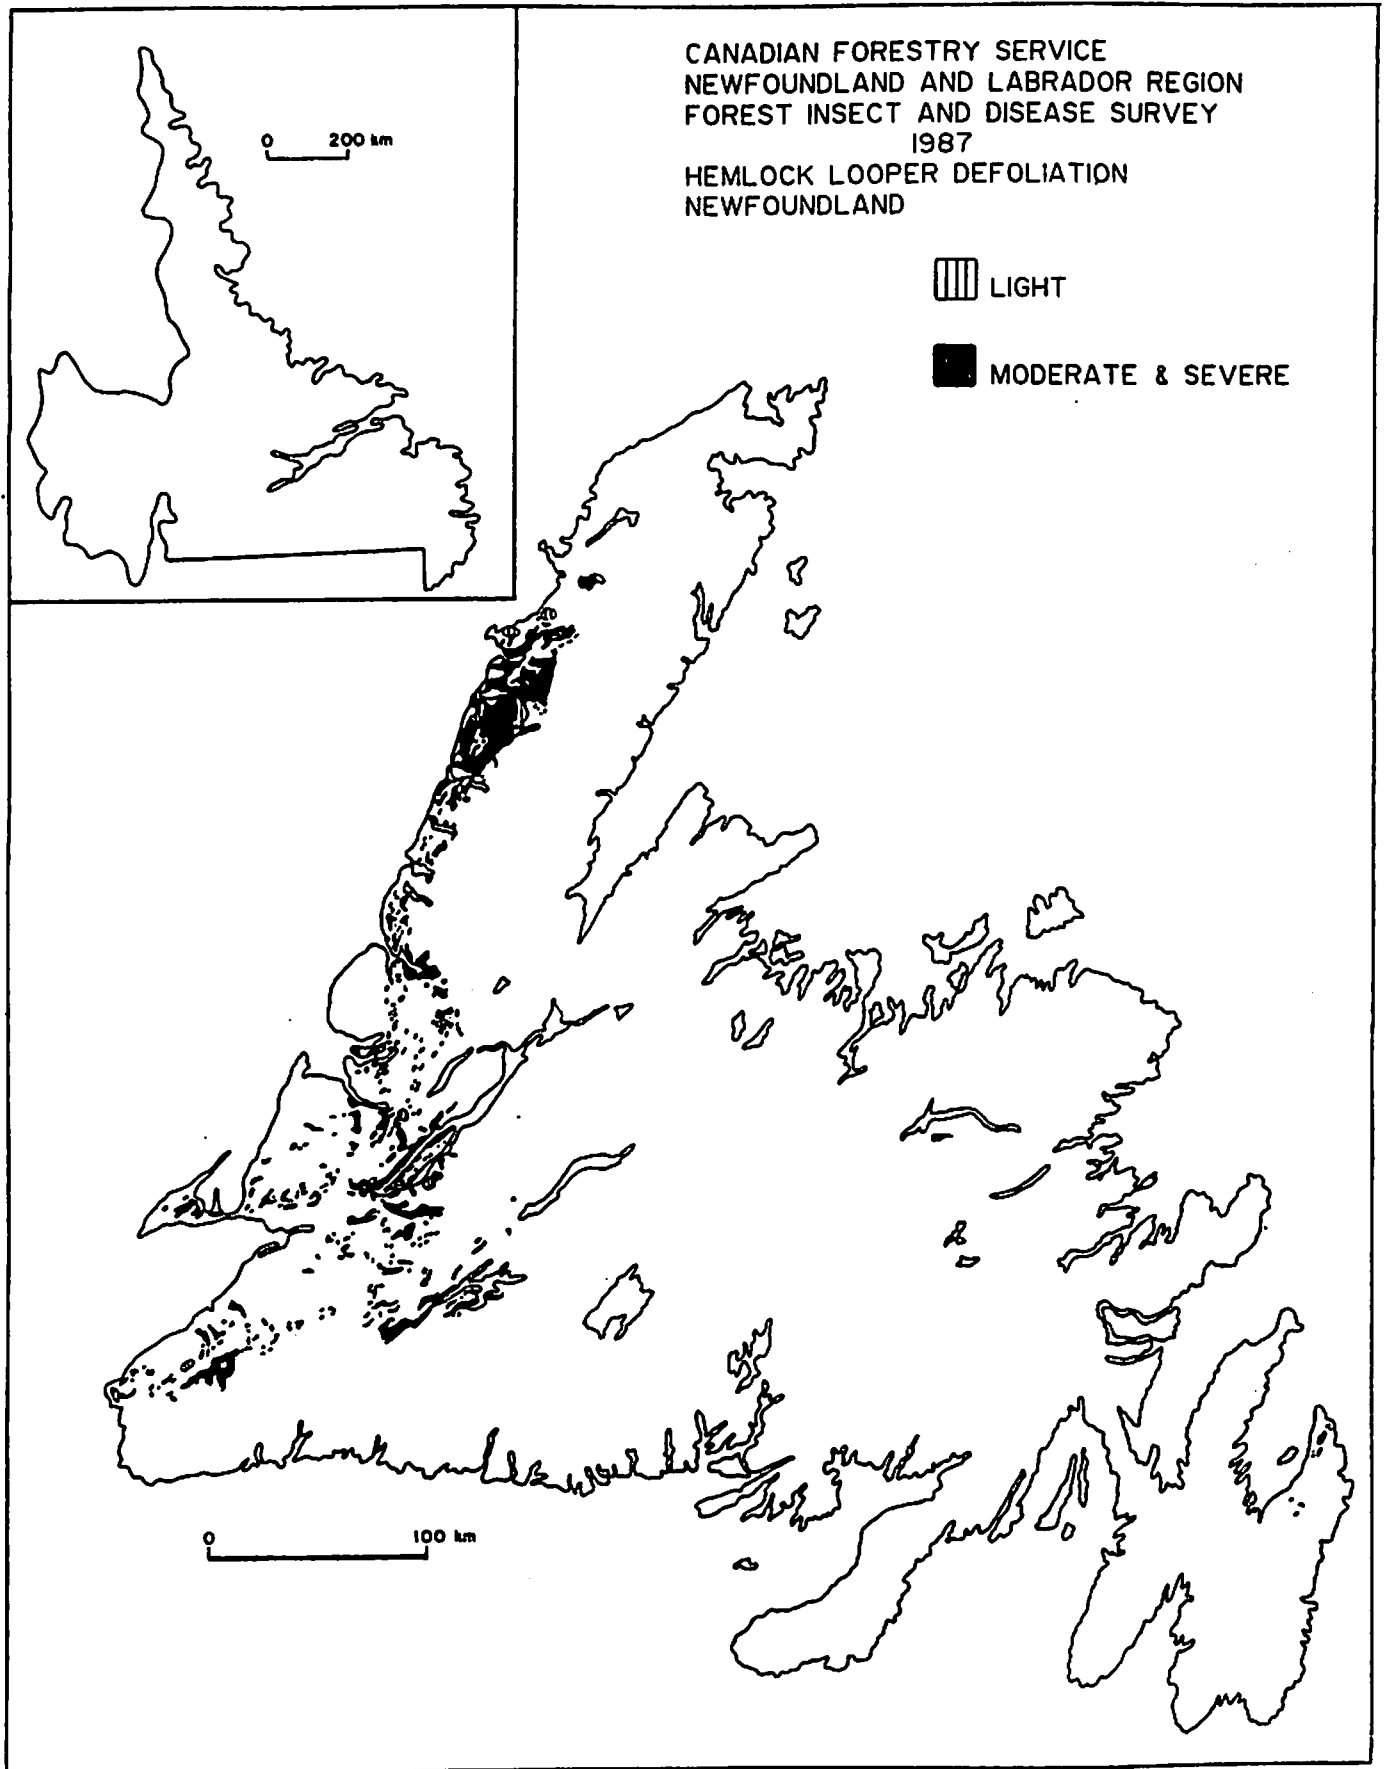 CANADIAN FORESTRY SERVICE
NEWFOUNDLAND AND LABRADOR REGION
FOREST INSECT AND DISEASE SURVEY
1987
HEMLOCK LOOPER DEFOLIATION
NEWFOUNDLAND
0 200 km
LIGHT
MODERATE & SEVERE
0 100 km